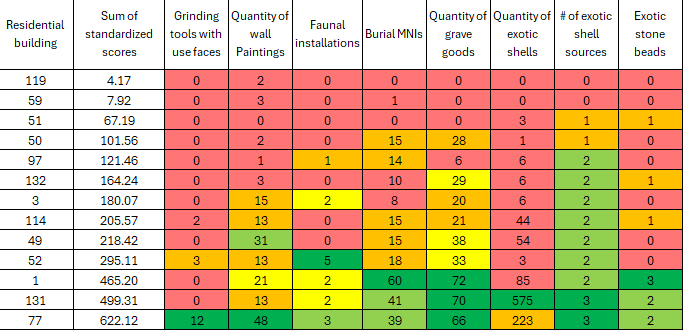 Residential building | Sum of standardized scores | Grinding tools with use faces | Quantity of wall Paintings | Faunal installations | Burial MNIs | Quantity of grave goods | Quantity of exotic shells | # of exotic shell sources | Exotic stone beads
119 | 4.17 | 0 | 2 | 0 | 0 | 0 | 0 | 0 | 0
59 | 7.92 | 0 | 3 | 0 | 1 | 0 | 0 | 0 | 0
51 | 67.19 | 0 | 0 | 0 | 0 | 0 | 3 | 1 | 1
50 | 101.56 | 0 | 2 | 0 | 15 | 28 | 1 | 1 | 0
97 | 121.46 | 0 | 1 | 1 | 14 | 6 | 6 | 2 | 0
132 | 164.24 | 0 | 3 | 0 | 10 | 29 | 6 | 2 | 1
3 | 180.07 | 0 | 15 | 2 | 8 | 20 | 6 | 2 | 0
114 | 205.57 | 2 | 13 | 0 | 15 | 21 | 44 | 2 | 1
49 | 218.42 | 0 | 31 | 0 | 15 | 38 | 54 | 2 | 0
52 | 295.11 | 3 | 13 | 5 | 18 | 33 | 3 | 2 | 0
1 | 465.20 | 0 | 21 | 2 | 60 | 72 | 85 | 2 | 3
131 | 499.31 | 0 | 13 | 2 | 41 | 70 | 575 | 3 | 2
77 | 622.12 | 12 | 48 | 3 | 39 | 66 | 223 | 3 | 2